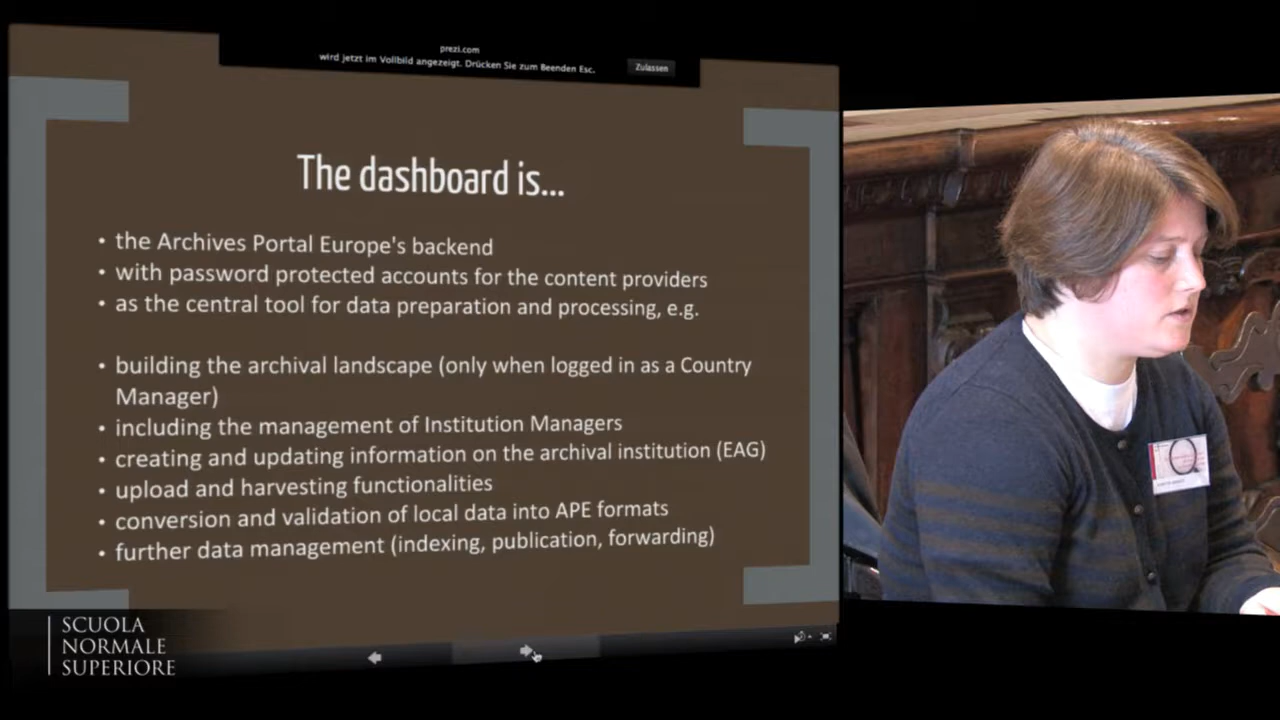 prezi.com
wird jetzt im Vollbild angezeigt. Drücken Sie zum Beenden Esc.
Zulassen
The dashboard is...
• the Archives Portal Europe's backend
• with password protected accounts for the content providers
• as the central tool for data preparation and processing, e.g.
• building the archival landscape (only when logged in as a Country
Manager)
• including the management of Institution Managers
• creating and updating information on the archival institution (EAG)
• upload and harvesting functionalities
• conversion and validation of local data into APE formats
• further data management (indexing, publication, forwarding)
SCUOLA
NORMALE
SUPERIORE